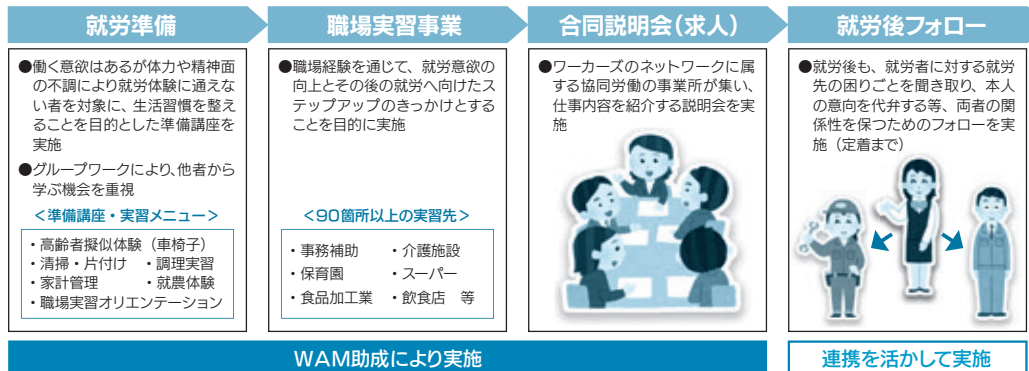 就労準備
●働く意欲はあるが体力や精神面
の不調により就労体験に通えな
い者を対象に、生活習慣を整え
ることを目的とした準備講座を
実施
●グループワークにより、他者から
学ぶ機会を重視
＜準備講座・実習メニュー＞
・高齢者擬似体験（車椅子）
・清掃・片付け ・調理実習
・家計管理 ・就農体験
・職場実習オリエンテーション
職場実習事業
●職場経験を通じて、就労意欲の
向上とその後の就労へ向けたス
テップアップのきっかけとする
ことを目的に実施
＜90箇所以上の実習先＞
・事務補助 ・介護施設
・保育園 ・スーパー
・食品加工業 ・飲食店 等
合同説明会（求人）
●ワーカーズのネットワークに属
する協同労働の事業所が集い、
仕事内容を紹介する説明会を実
施
就労後フォロー
●就労後も、就労者に対する就労
先の困りごとを聞き取り、本人
の意向を代弁する等、両者の関
係性を保つためのフォローを実
施（定着まで）
WAM助成により実施
連携を活かして実施